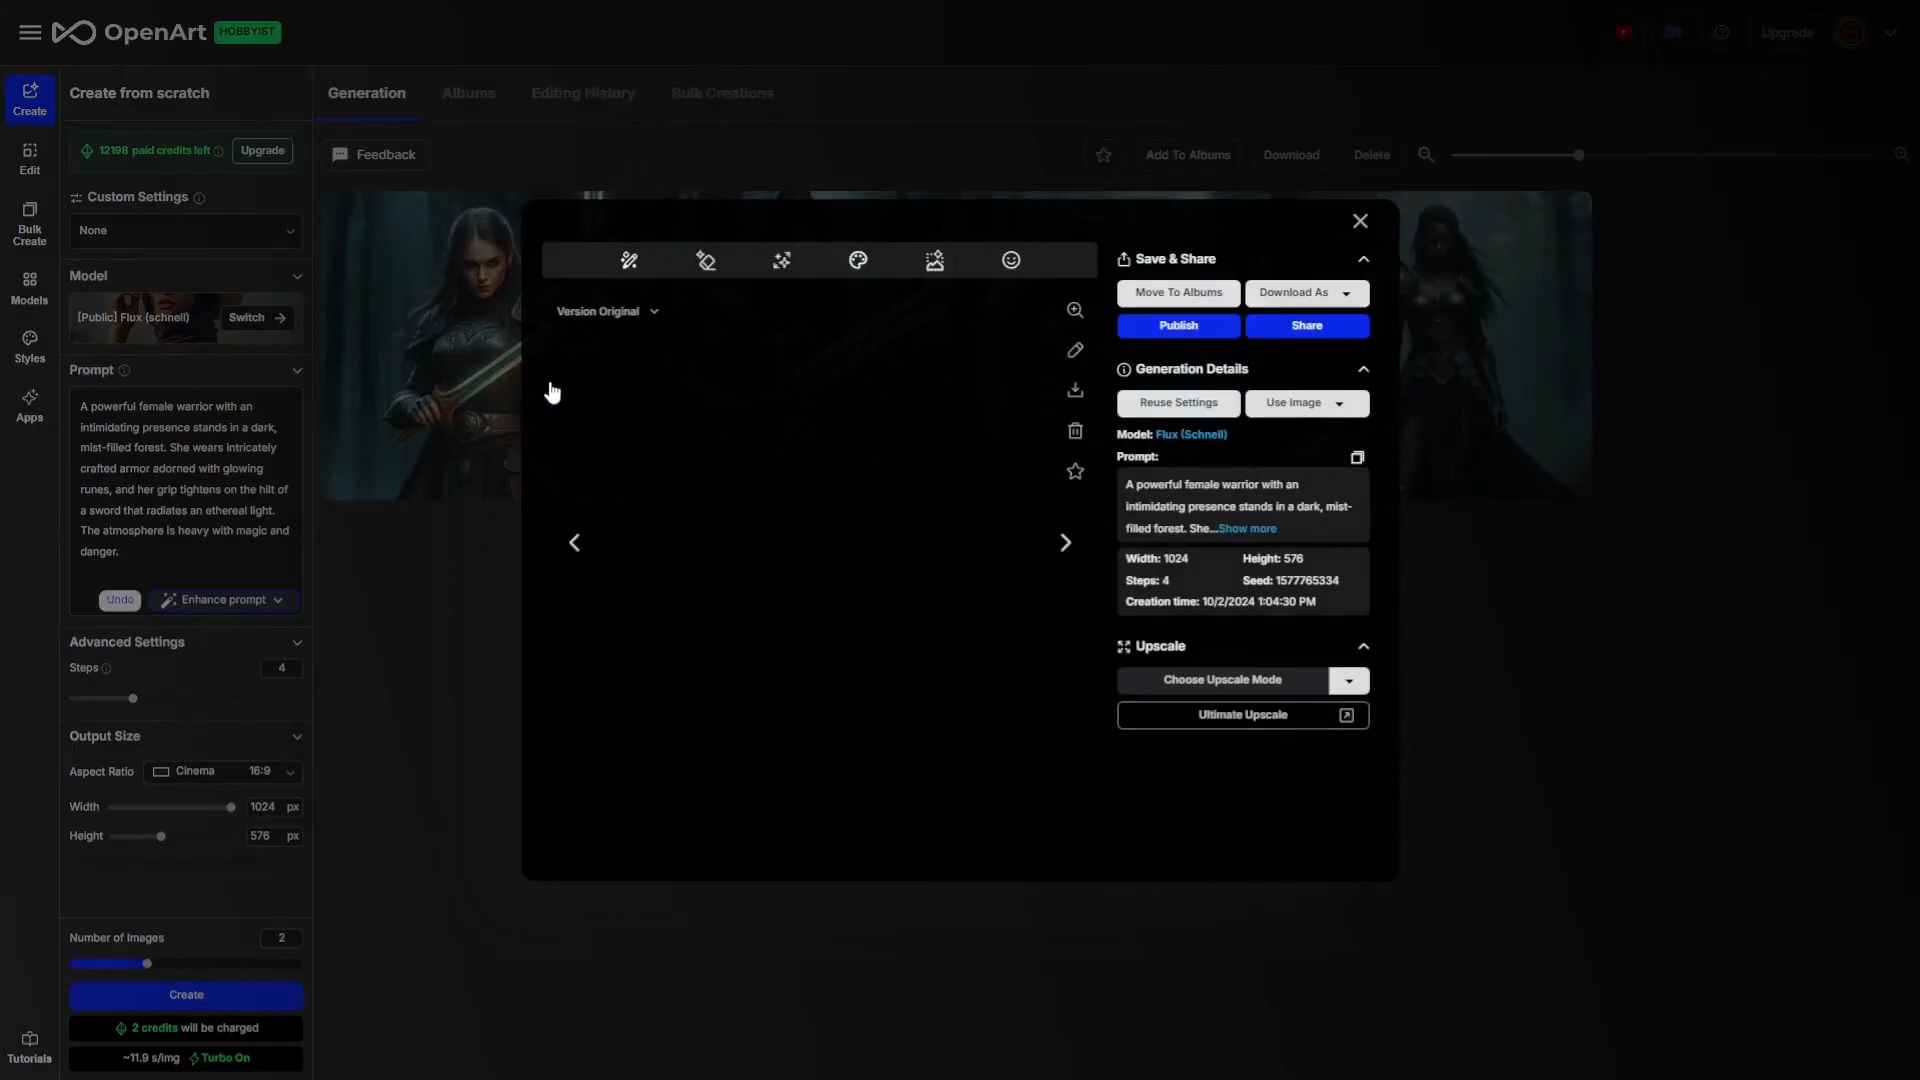 OpenArt HOBBYIST
Upgrade
Create
Edit
Bulk
Create
Models
Styles
Apps
Tutorials
Create from scratch
12198 paid credits left
Upgrade
Custom Settings
None
Model
[Public] Flux (schnell)
Switch
Prompt
A powerful female warrior with an
intimidating presence stands in a dark,
mist-filled forest. She wears intricately
crafted armor adorned with glowing
runes, and her grip tightens on the hilt of
a sword that radiates an ethereal light.
The atmosphere is heavy with magic and
danger.
Undo
Enhance prompt
Advanced Settings
Steps 4
Output Size
Aspect Ratio Cinema 16:9
Width 1024 px
Height 576 px
Number of Images 2
Create
2 credits will be charged
~11.9 s/img Turbo On
Generation Albums Editing History Bulk Creations
Feedback
Add To Albums Download Delete
Version Original
Save & Share
Move To Albums Download As
Publish Share
Generation Details
Reuse Settings Use Image
Model: Flux (Schnell)
Prompt:
A powerful female warrior with an
intimidating presence stands in a dark, mist-
filled forest. She...Show more
Width: 1024 Height: 576
Steps: 4 Seed: 1577765334
Creation time: 10/2/2024 1:04:30 PM
Upscale
Choose Upscale Mode
Ultimate Upscale